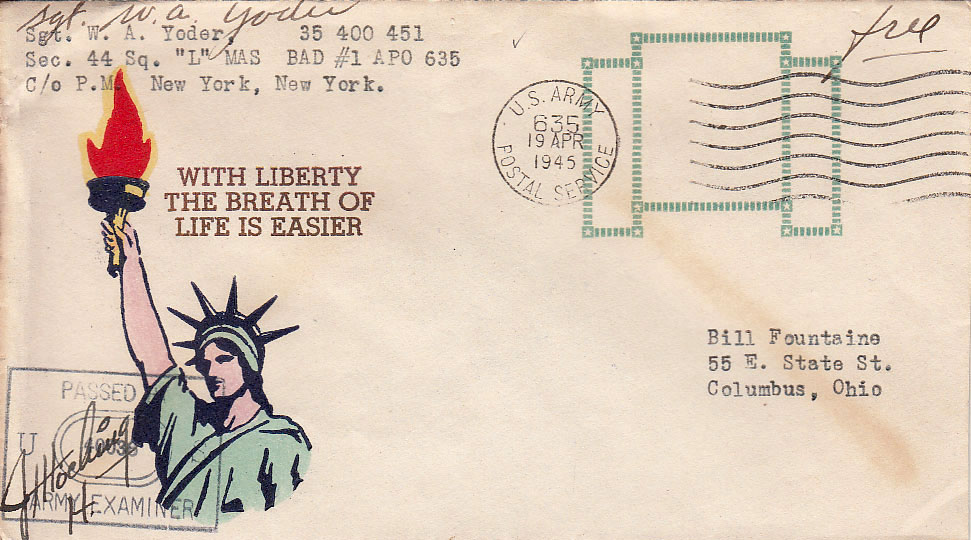 Sgt. W. A. Yoder
Sgt. W. A. Yoder, 35 400 451
Sec. 44 Sq. "L" MAS BAD #1 APO 635
C/o P.M. New York, New York.
free
U.S. ARMY
635
19 APR
1945
POSTAL SERVICE
WITH LIBERTY
THE BREATH OF
LIFE IS EASIER
Bill Fountaine
55 E. State St.
Columbus, Ohio
PASSED
ARMY EXAMINER